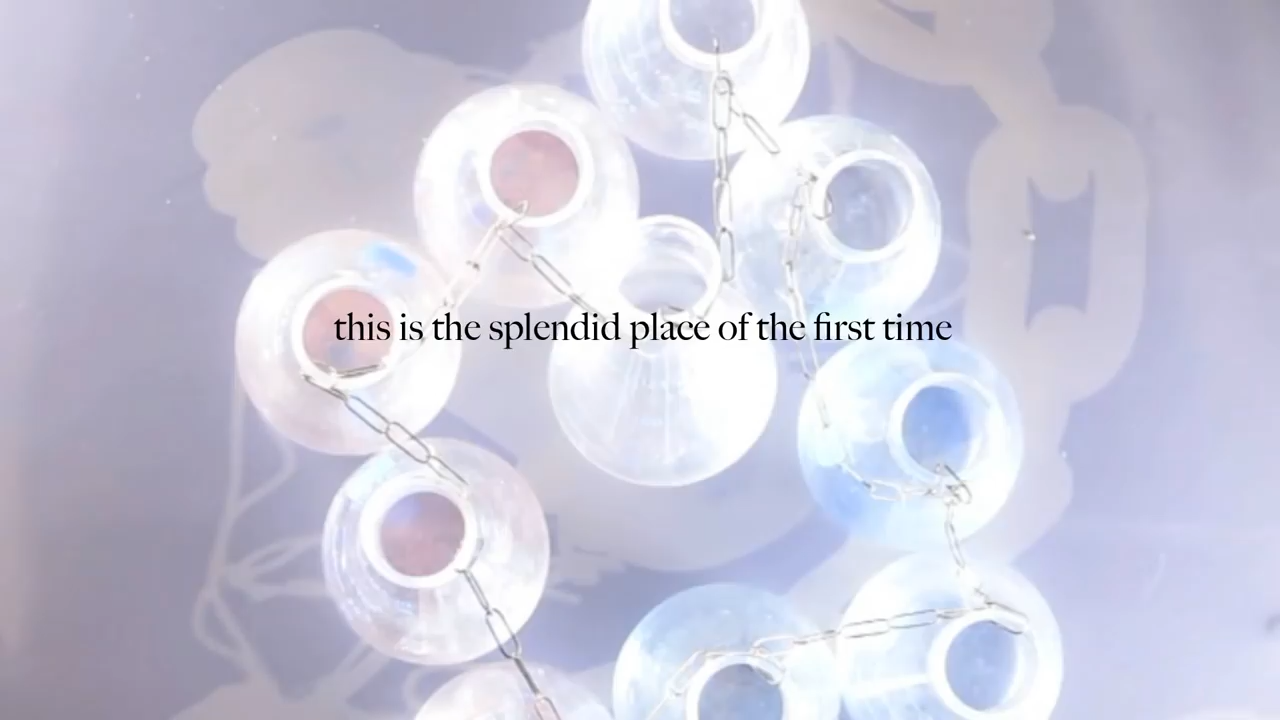 this is the splendid place of the first time